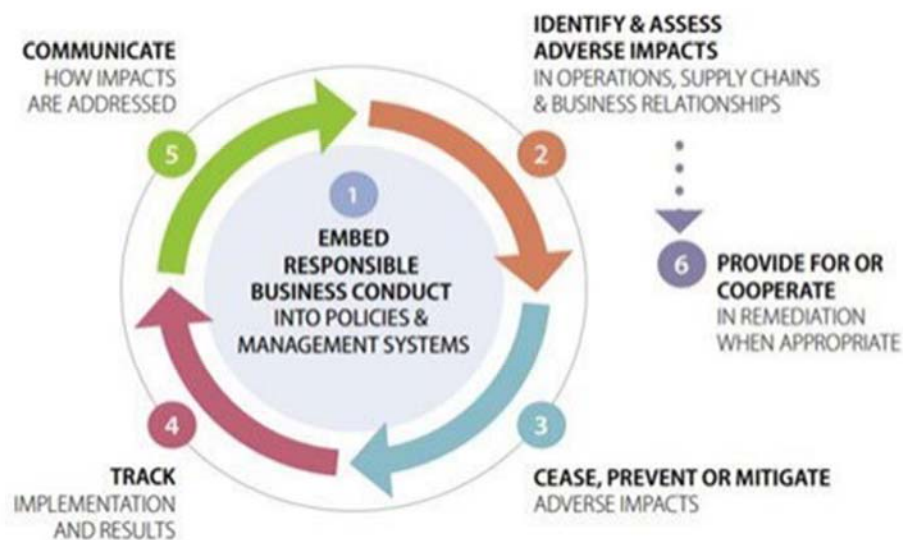 1
EMBED
RESPONSIBLE
BUSINESS CONDUCT
INTO POLICIES &
MANAGEMENT SYSTEMS
2
IDENTIFY & ASSESS
ADVERSE IMPACTS
IN OPERATIONS, SUPPLY CHAINS
& BUSINESS RELATIONSHIPS
3
CEASE, PREVENT OR MITIGATE
ADVERSE IMPACTS
4
TRACK
IMPLEMENTATION
AND RESULTS
5
COMMUNICATE
HOW IMPACTS
ARE ADDRESSED
6
PROVIDE FOR OR
COOPERATE
IN REMEDIATION
WHEN APPROPRIATE